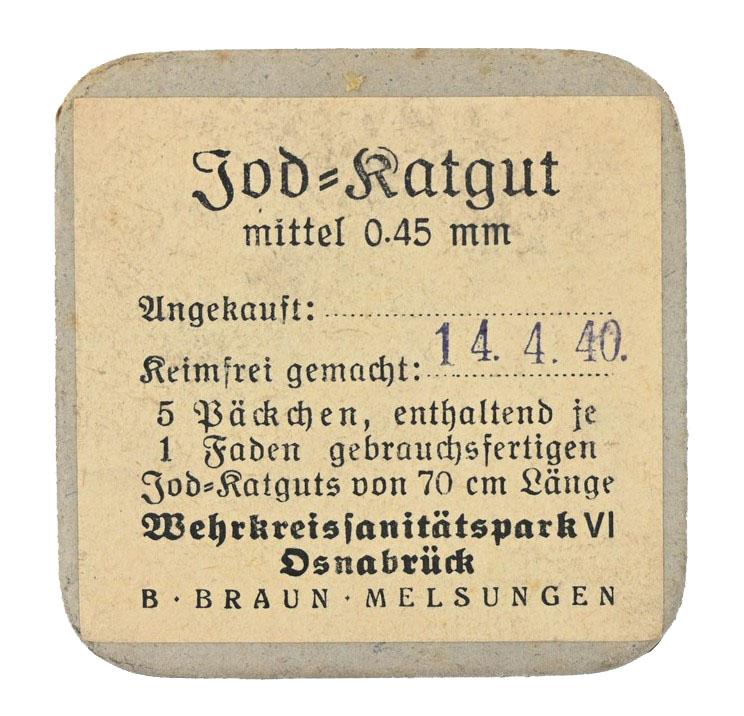 Jod=Katgut
mittel 0.45 mm
Angekauft:
Keimfrei gemacht: 14. 4. 40.
5 Päckchen, enthaltend je
1 Faden gebrauchsfertigen
Jod=Katguts von 70 cm Länge
Wehrkreissanitätspark VI
Osnabrück
B · BRAUN · MELSUNGEN